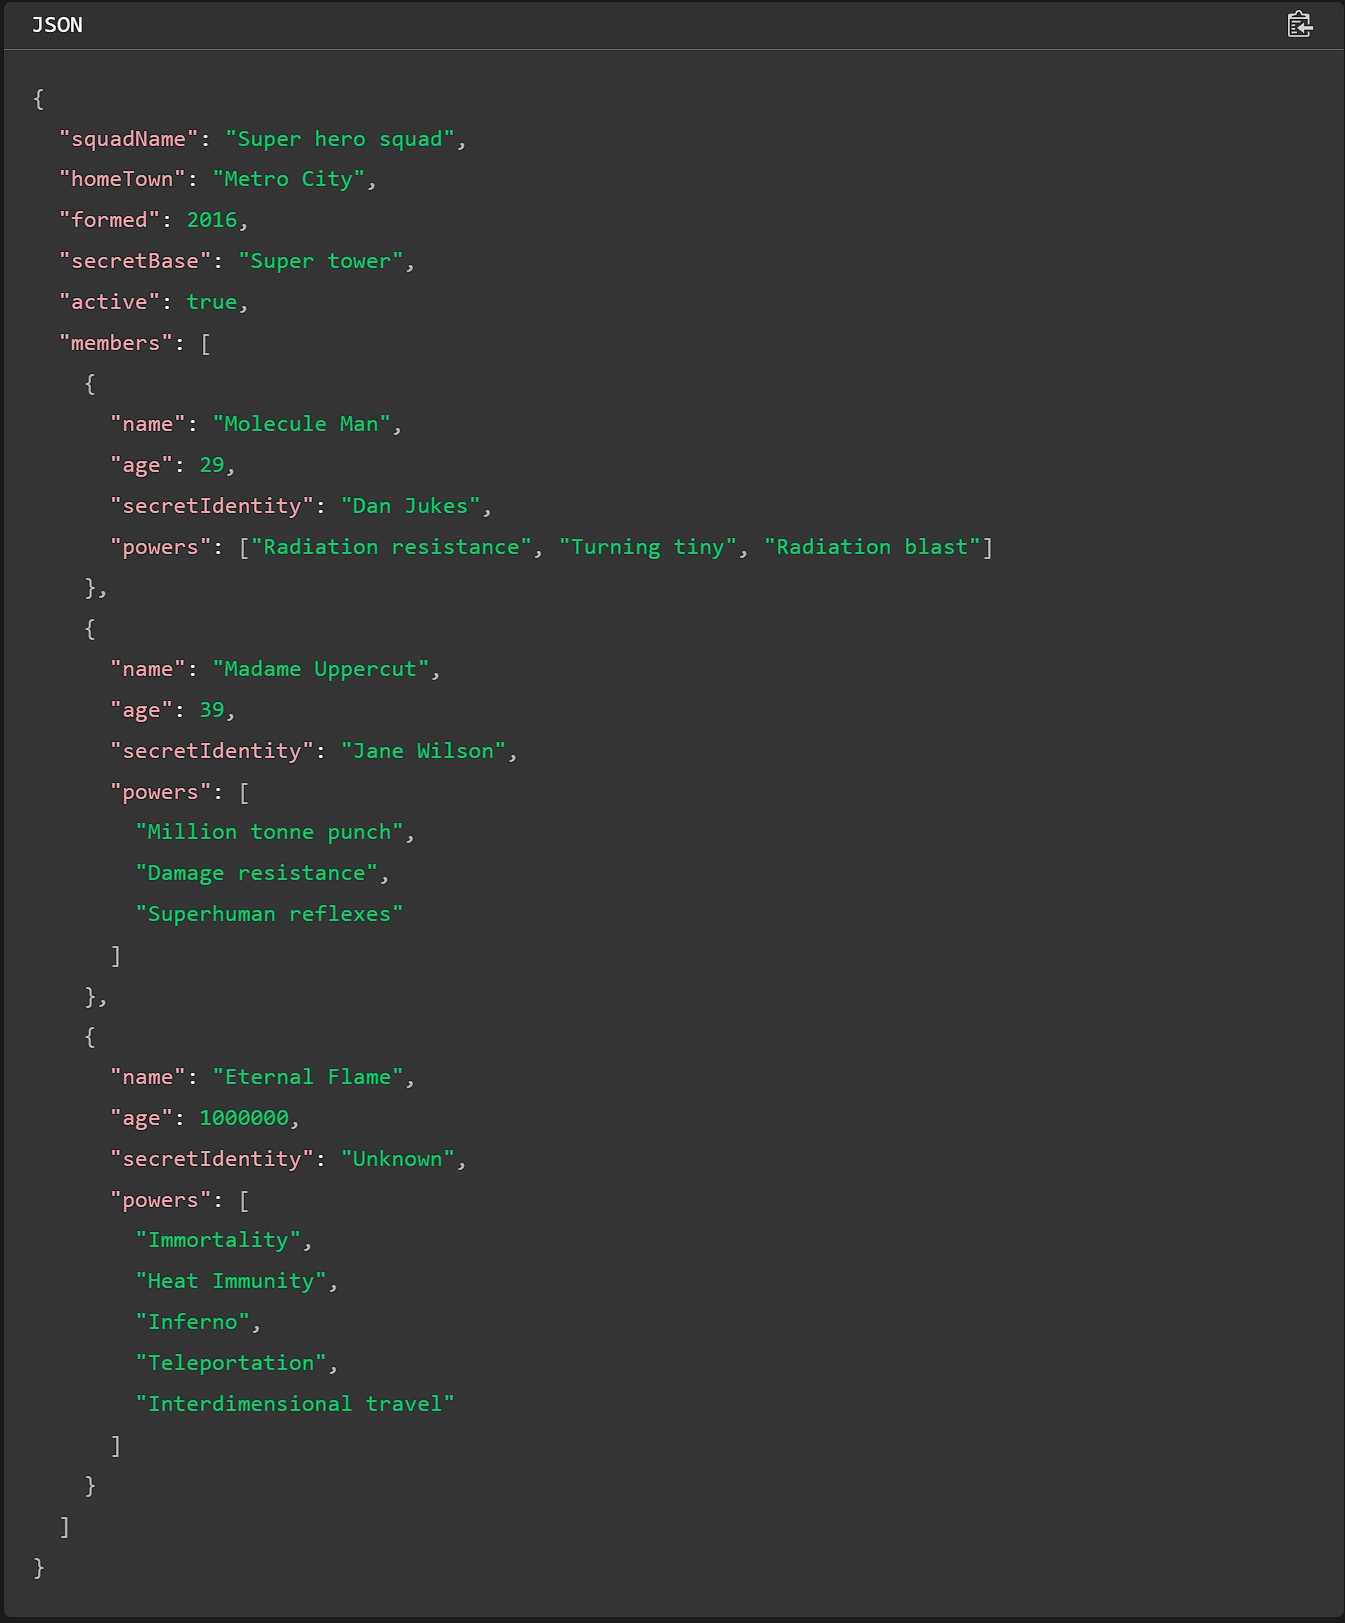 JSON
{
  "squadName": "Super hero squad",
  "homeTown": "Metro City",
  "formed": 2016,
  "secretBase": "Super tower",
  "active": true,
  "members": [
    {
      "name": "Molecule Man",
      "age": 29,
      "secretIdentity": "Dan Jukes",
      "powers": ["Radiation resistance", "Turning tiny", "Radiation blast"]
    },
    {
      "name": "Madame Uppercut",
      "age": 39,
      "secretIdentity": "Jane Wilson",
      "powers": [
        "Million tonne punch",
        "Damage resistance",
        "Superhuman reflexes"
      ]
    },
    {
      "name": "Eternal Flame",
      "age": 1000000,
      "secretIdentity": "Unknown",
      "powers": [
        "Immortality",
        "Heat Immunity",
        "Inferno",
        "Teleportation",
        "Interdimensional travel"
      ]
    }
  ]
}